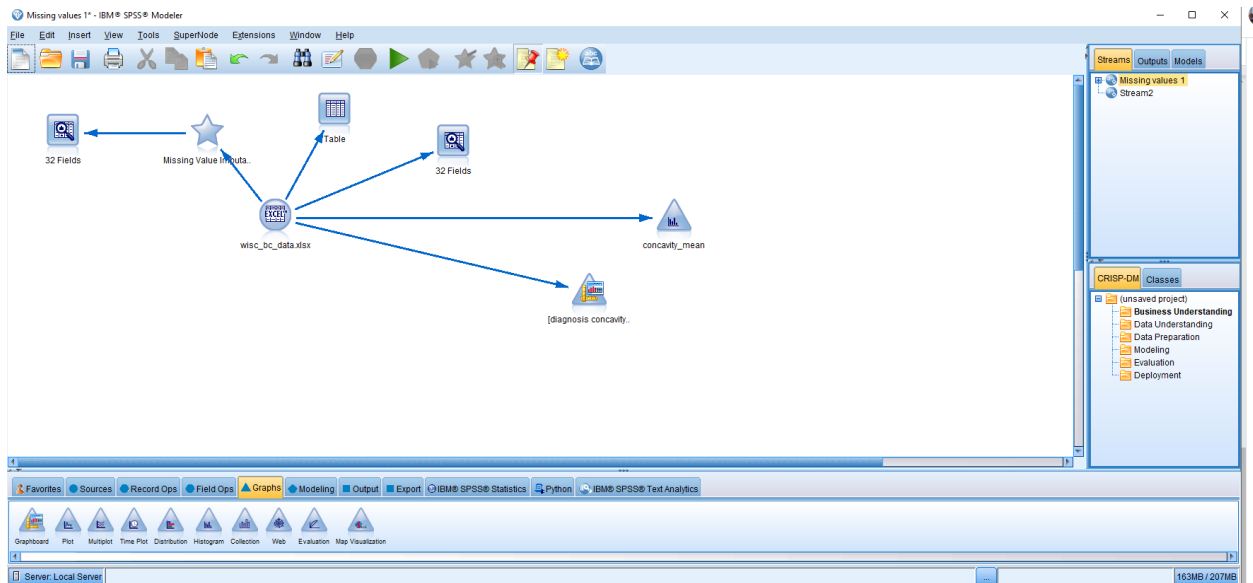 Missing values 1* - IBM® SPSS® Modeler
File Edit Insert View Tools SuperNode Extensions Window Help
Streams Outputs Models
Missing values 1
Stream2
Table
32 Fields
Missing Value Imputa..
32 Fields
EXCEL
wisc_bc_data.xlsx
concavity_mean
[diagnosis concavity..
CRISP-DM Classes
(unsaved project)
Business Understanding
Data Understanding
Data Preparation
Modeling
Evaluation
Deployment
Favorites Sources Record Ops Field Ops Graphs Modeling Output Export IBM® SPSS® Statistics Python IBM® SPSS® Text Analytics
Graphboard Plot Multiplot Time Plot Distribution Histogram Collection Web Evaluation Map Visualization
Server: Local Server ... 163MB / 207MB